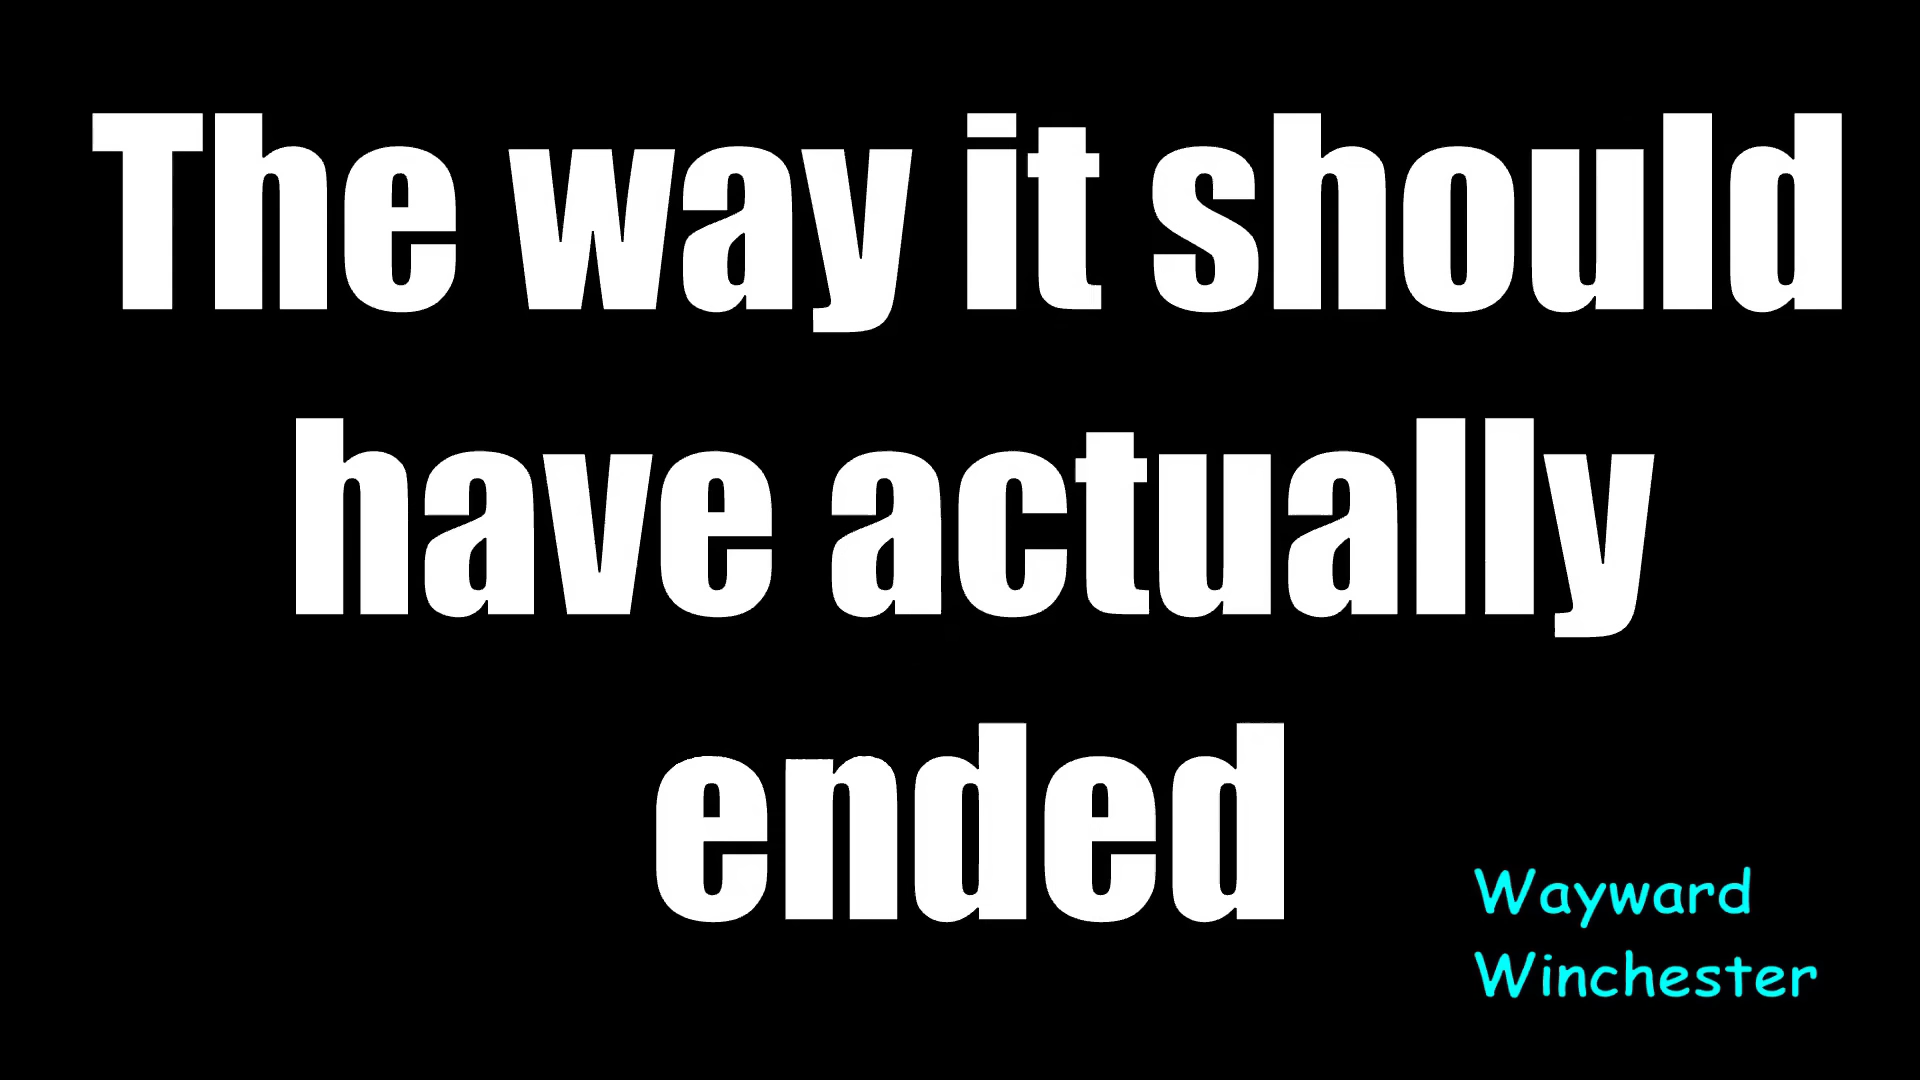 The way it should
have actually
ended
Wayward
Winchester